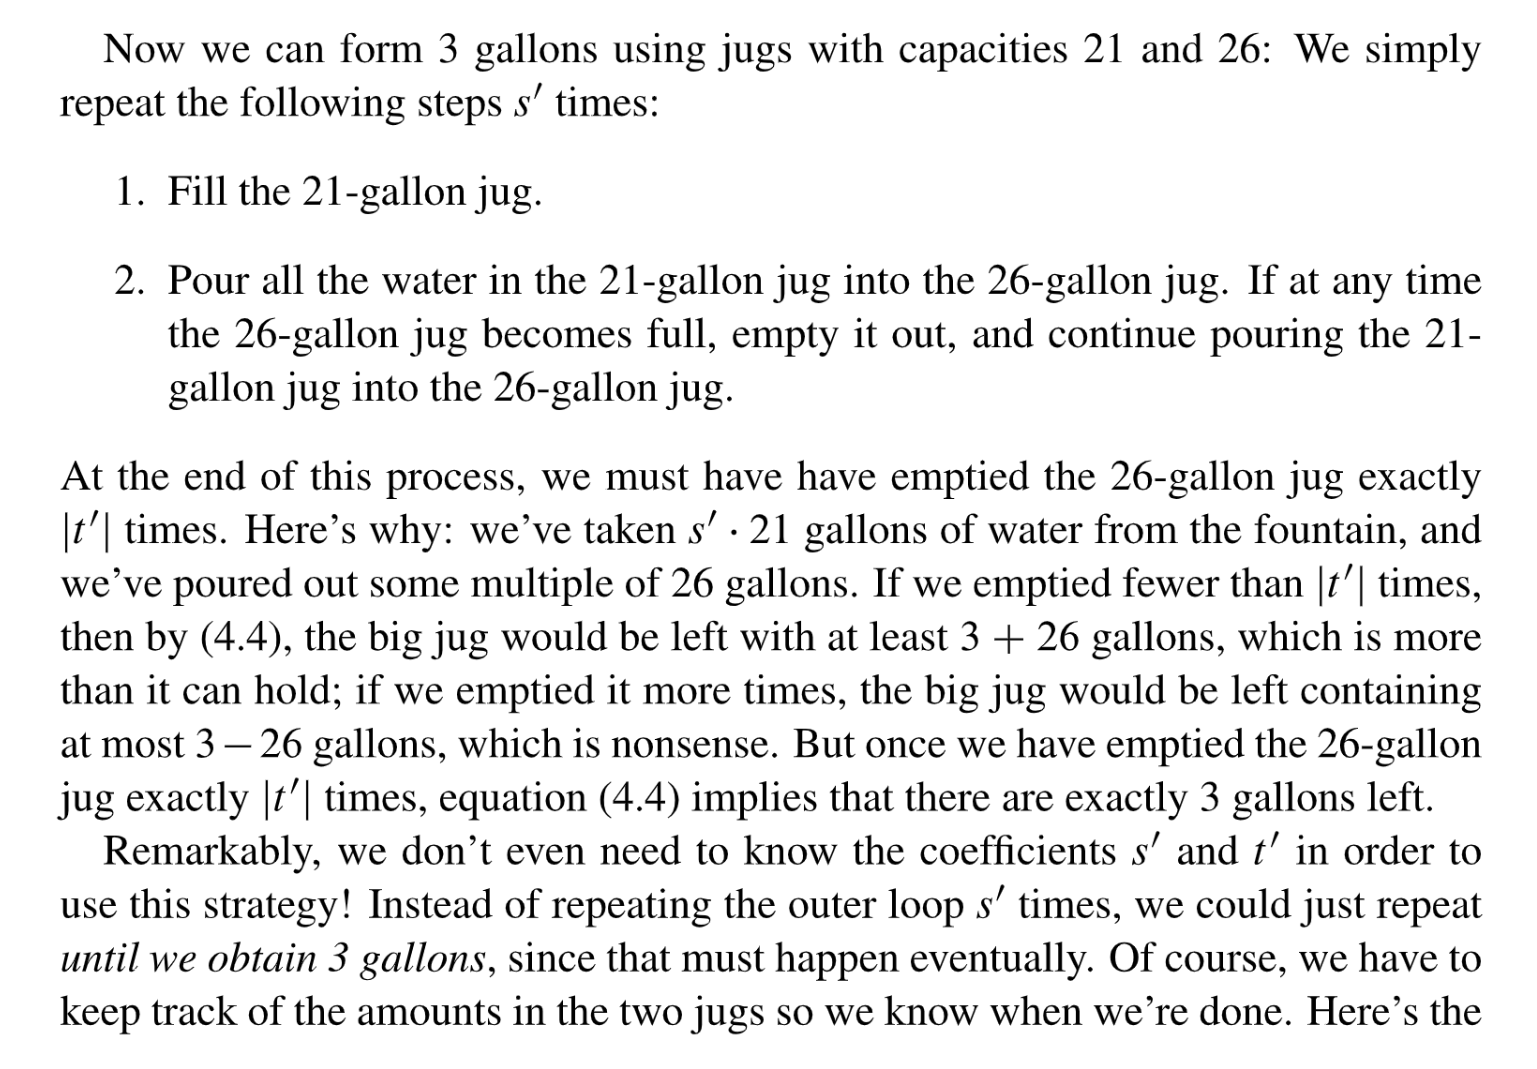 Now we can form 3 gallons using jugs with capacities 21 and 26: We simply
repeat the following steps s′ times:
1. Fill the 21-gallon jug.
2. Pour all the water in the 21-gallon jug into the 26-gallon jug. If at any time
the 26-gallon jug becomes full, empty it out, and continue pouring the 21-
gallon jug into the 26-gallon jug.
At the end of this process, we must have have emptied the 26-gallon jug exactly
|t′| times. Here’s why: we’ve taken s′ · 21 gallons of water from the fountain, and
we’ve poured out some multiple of 26 gallons. If we emptied fewer than |t′| times,
then by (4.4), the big jug would be left with at least 3 + 26 gallons, which is more
than it can hold; if we emptied it more times, the big jug would be left containing
at most 3 − 26 gallons, which is nonsense. But once we have emptied the 26-gallon
jug exactly |t′| times, equation (4.4) implies that there are exactly 3 gallons left.
Remarkably, we don’t even need to know the coefficients s′ and t′ in order to
use this strategy! Instead of repeating the outer loop s′ times, we could just repeat
until we obtain 3 gallons, since that must happen eventually. Of course, we have to
keep track of the amounts in the two jugs so we know when we’re done. Here’s the